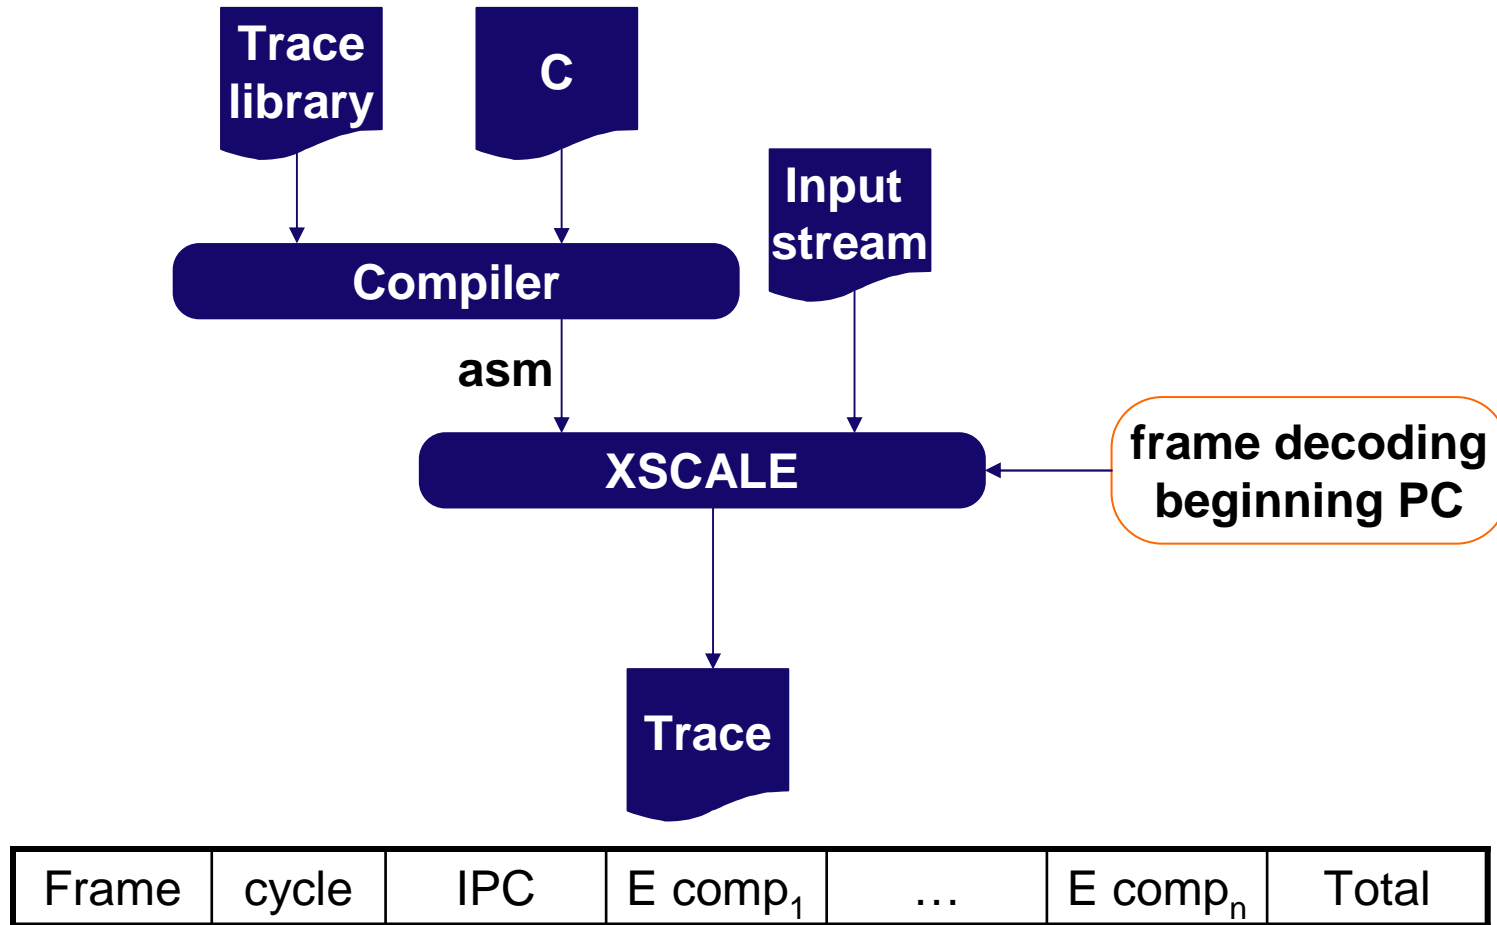 Trace
library
C
Input
stream
Compiler
asm
XSCALE
frame decoding
beginning PC
Trace
Frame cycle IPC E comp₁ … E compₙ Total